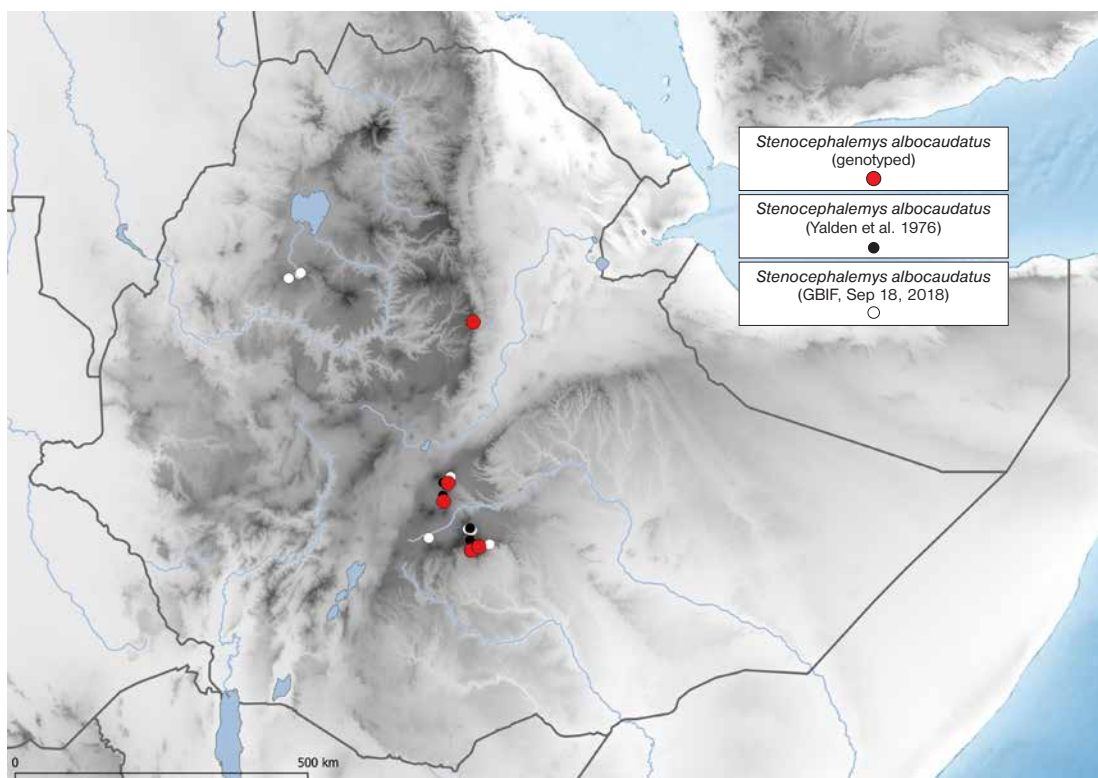 Stenocephalemys albocaudatus
(genotyped)
Stenocephalemys albocaudatus
(Yalden et al. 1976)
Stenocephalemys albocaudatus
(GBIF, Sep 18, 2018)
0
500 km